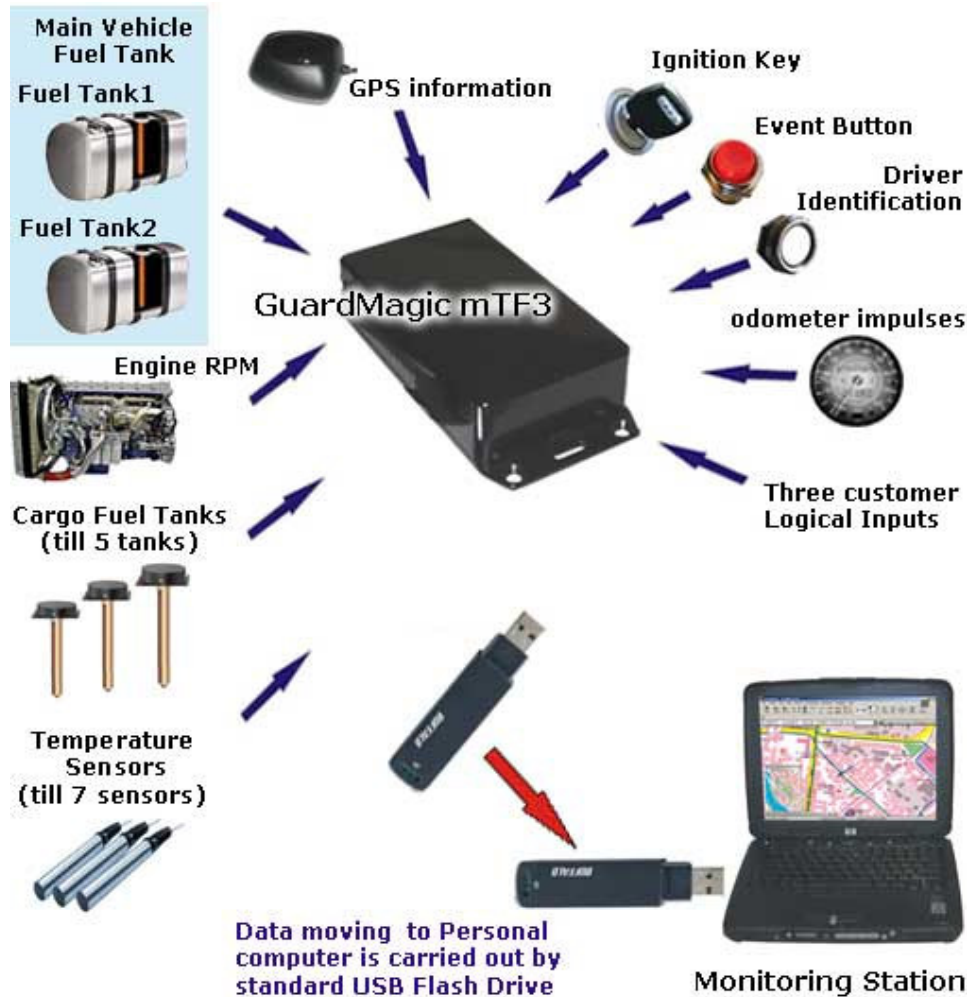 Main Vehicle
Fuel Tank
Fuel Tank1
Fuel Tank2
GPS information
Ignition Key
Event Button
Driver
Identification
GuardMagic mTF3
odometer impulses
Engine RPM
Three customer
Logical Inputs
Cargo Fuel Tanks
(till 5 tanks)
Temperature
Sensors
(till 7 sensors)
BUFFALO
BUFFALO
Data moving to Personal
computer is carried out by
standard USB Flash Drive
Monitoring Station